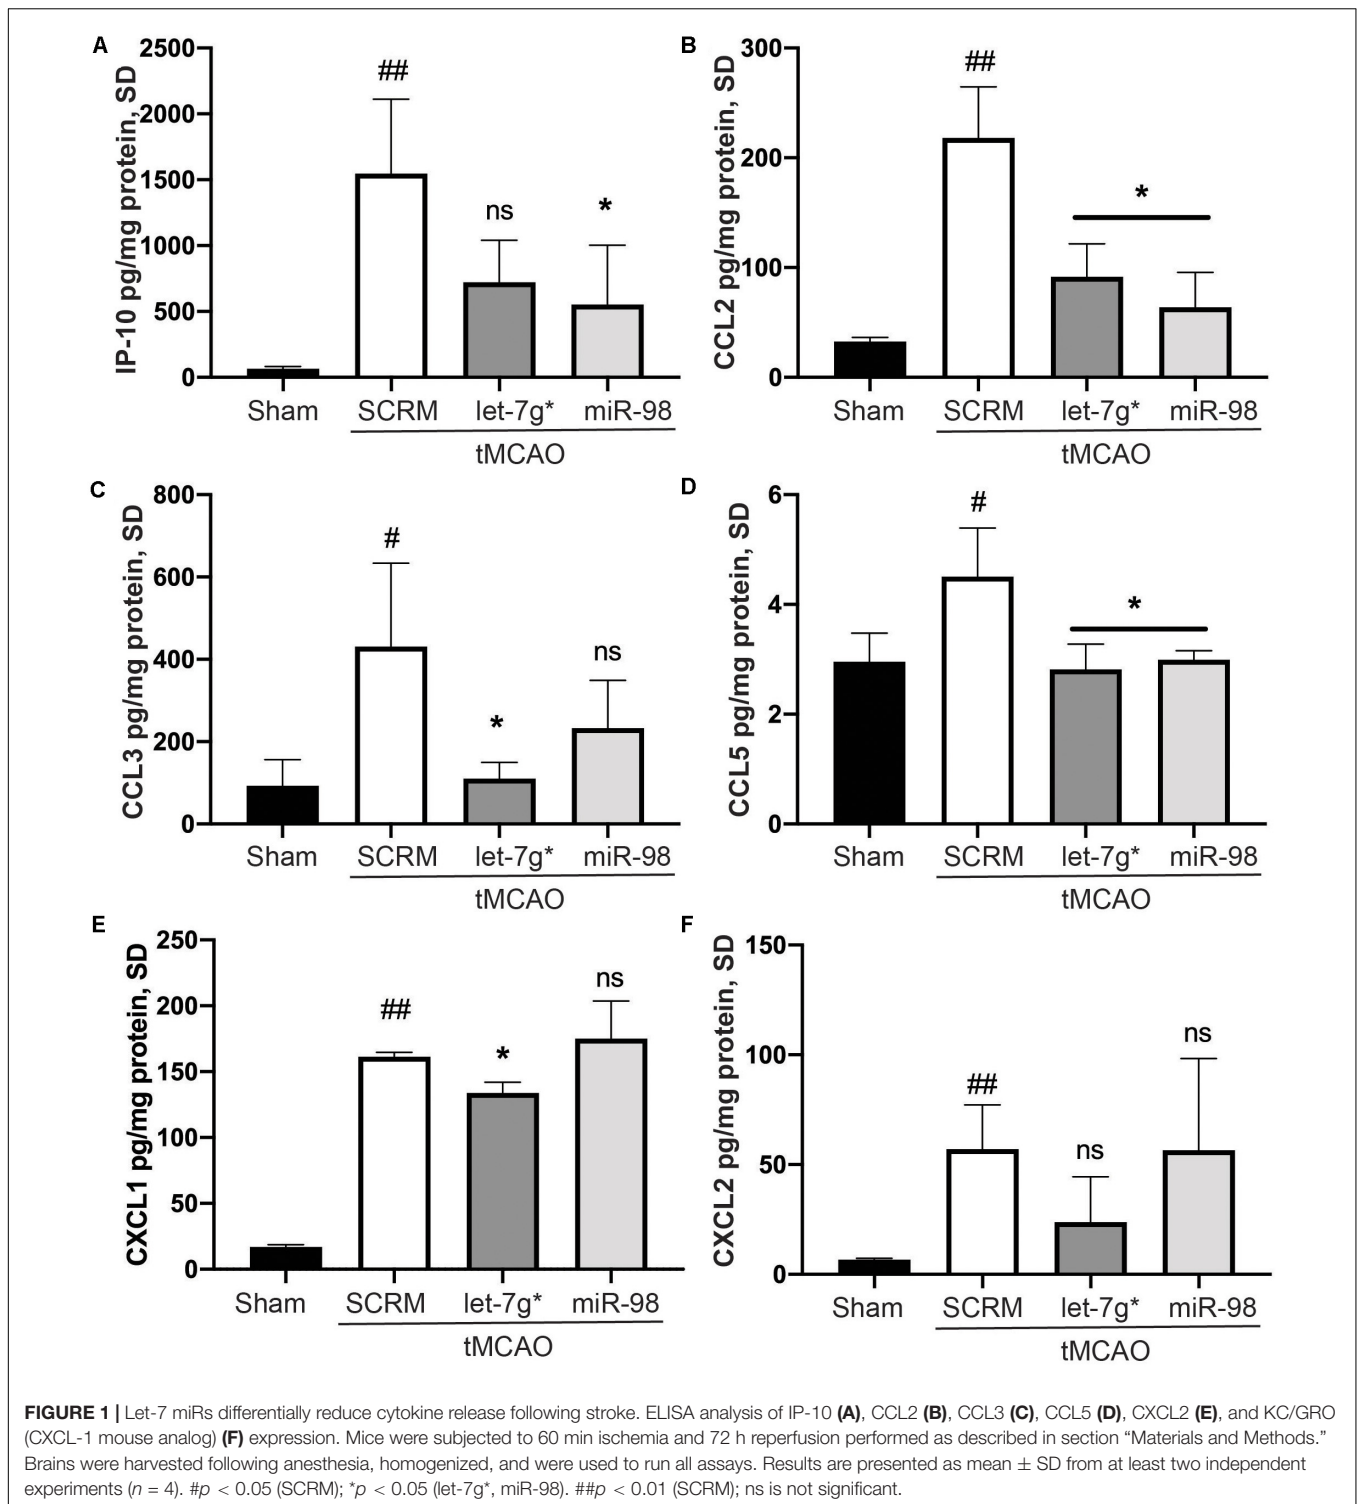 A
IP-10 pg/mg protein, SD
2500
2000
1500
1000
500
0
##
ns
*
Sham SCRM let-7g* miR-98
tMCAO
B
CCL2 pg/mg protein, SD
300
200
100
0
##
*
Sham SCRM let-7g* miR-98
tMCAO
C
CCL3 pg/mg protein, SD
800
600
400
200
0
#
*
ns
Sham SCRM let-7g* miR-98
tMCAO
D
CCL5 pg/mg protein, SD
6
4
2
0
#
*
Sham SCRM let-7g* miR-98
tMCAO
E
CXCL1 pg/mg protein, SD
250
200
150
100
50
0
##
*
ns
Sham SCRM let-7g* miR-98
tMCAO
F
CXCL2 pg/mg protein, SD
150
100
50
0
##
ns
ns
Sham SCRM let-7g* miR-98
tMCAO
FIGURE 1 | Let-7 miRs differentially reduce cytokine release following stroke. ELISA analysis of IP-10 (A), CCL2 (B), CCL3 (C), CCL5 (D), CXCL2 (E), and KC/GRO
(CXCL-1 mouse analog) (F) expression. Mice were subjected to 60 min ischemia and 72 h reperfusion performed as described in section “Materials and Methods.”
Brains were harvested following anesthesia, homogenized, and were used to run all assays. Results are presented as mean ± SD from at least two independent
experiments (n = 4). #p < 0.05 (SCRM); *p < 0.05 (let-7g*, miR-98). ##p < 0.01 (SCRM); ns is not significant.